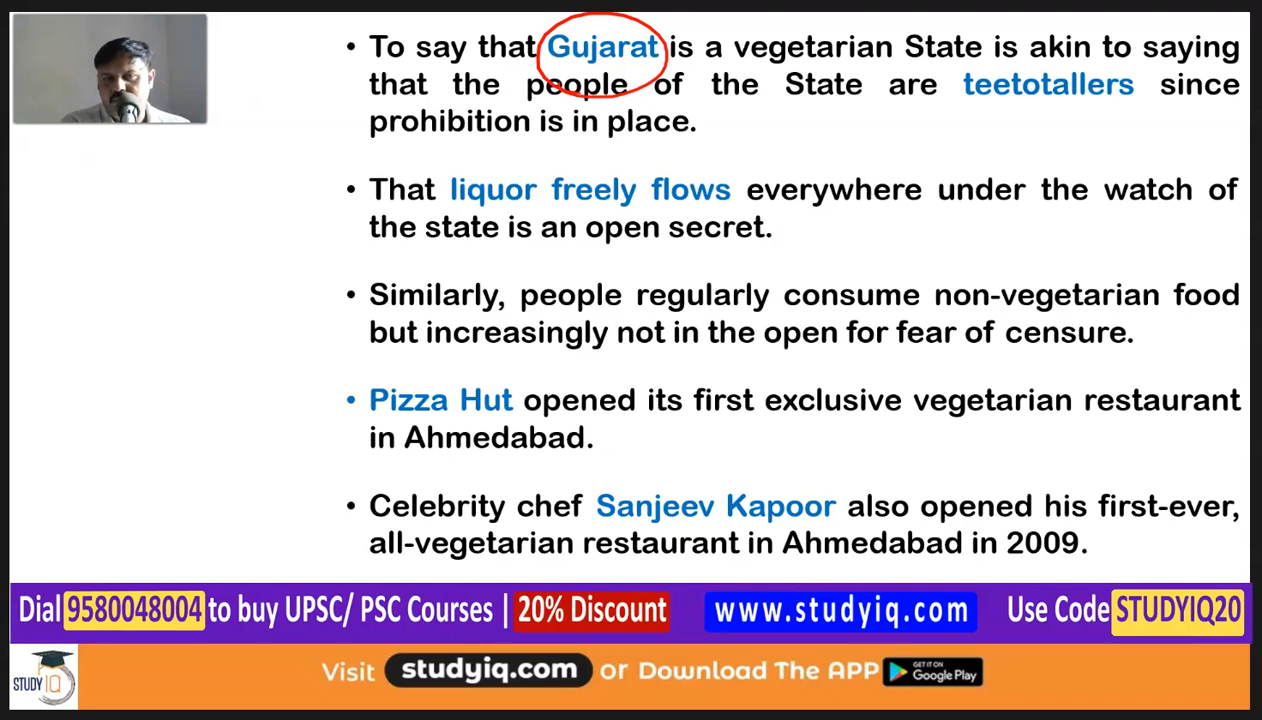 • To say that Gujarat is a vegetarian State is akin to saying
that the people of the State are teetotallers since
prohibition is in place.
• That liquor freely flows everywhere under the watch of
the state is an open secret.
• Similarly, people regularly consume non-vegetarian food
but increasingly not in the open for fear of censure.
• Pizza Hut opened its first exclusive vegetarian restaurant
in Ahmedabad.
• Celebrity chef Sanjeev Kapoor also opened his first-ever,
all-vegetarian restaurant in Ahmedabad in 2009.
Dial 9580048004 to buy UPSC/ PSC Courses | 20% Discount www.studyiq.com Use Code STUDYIQ20
STUDY IQ Visit studyiq.com or Download The APP GET IT ON Google Play